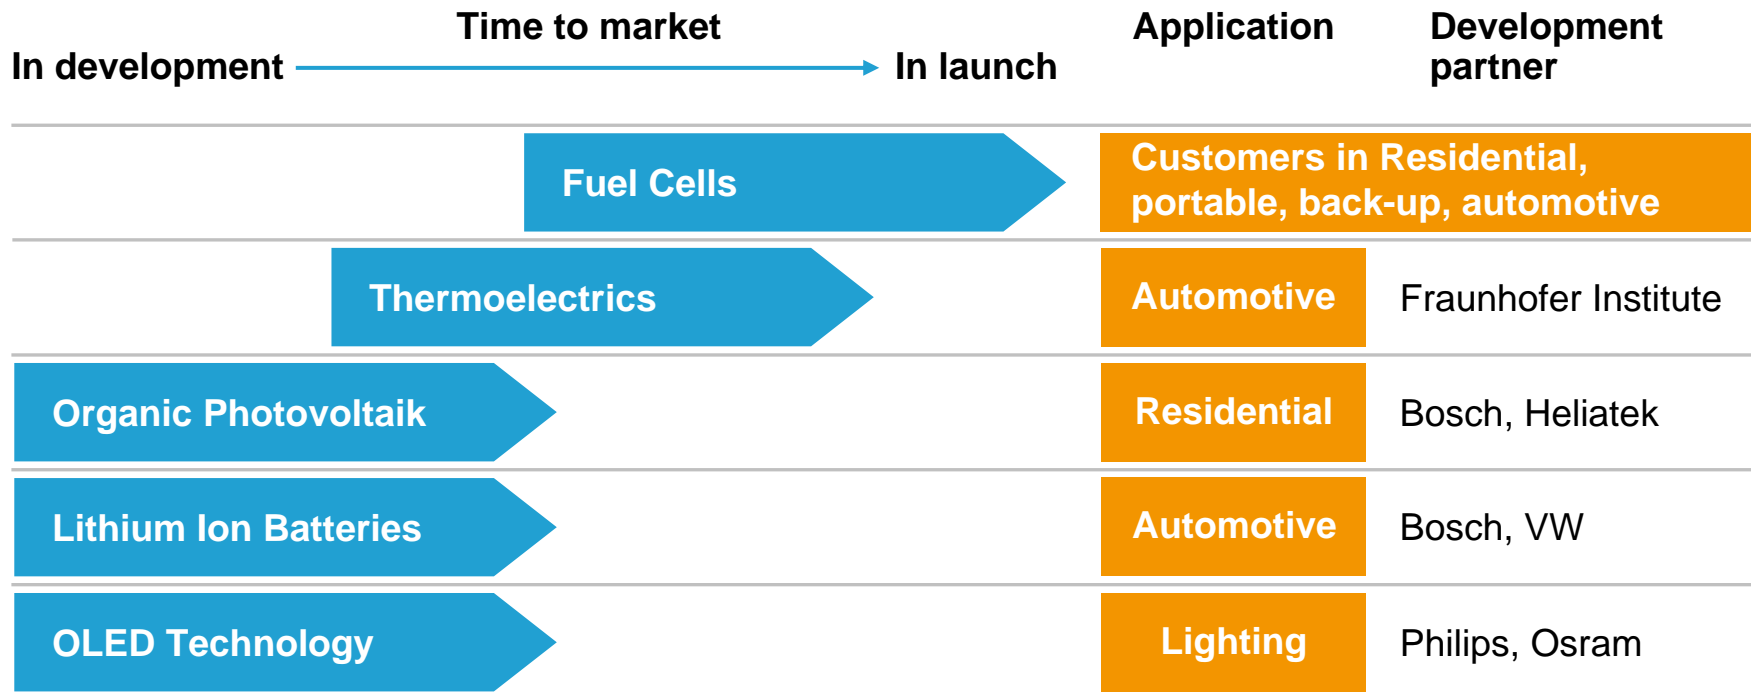 Time to market
In development
In launch
Application
Development
partner
Fuel Cells
Customers in Residential,
portable, back-up, automotive
Thermoelectrics
Automotive
Fraunhofer Institute
Organic Photovoltaik
Residential
Bosch, Heliatek
Lithium Ion Batteries
Automotive
Bosch, VW
OLED Technology
Lighting
Philips, Osram